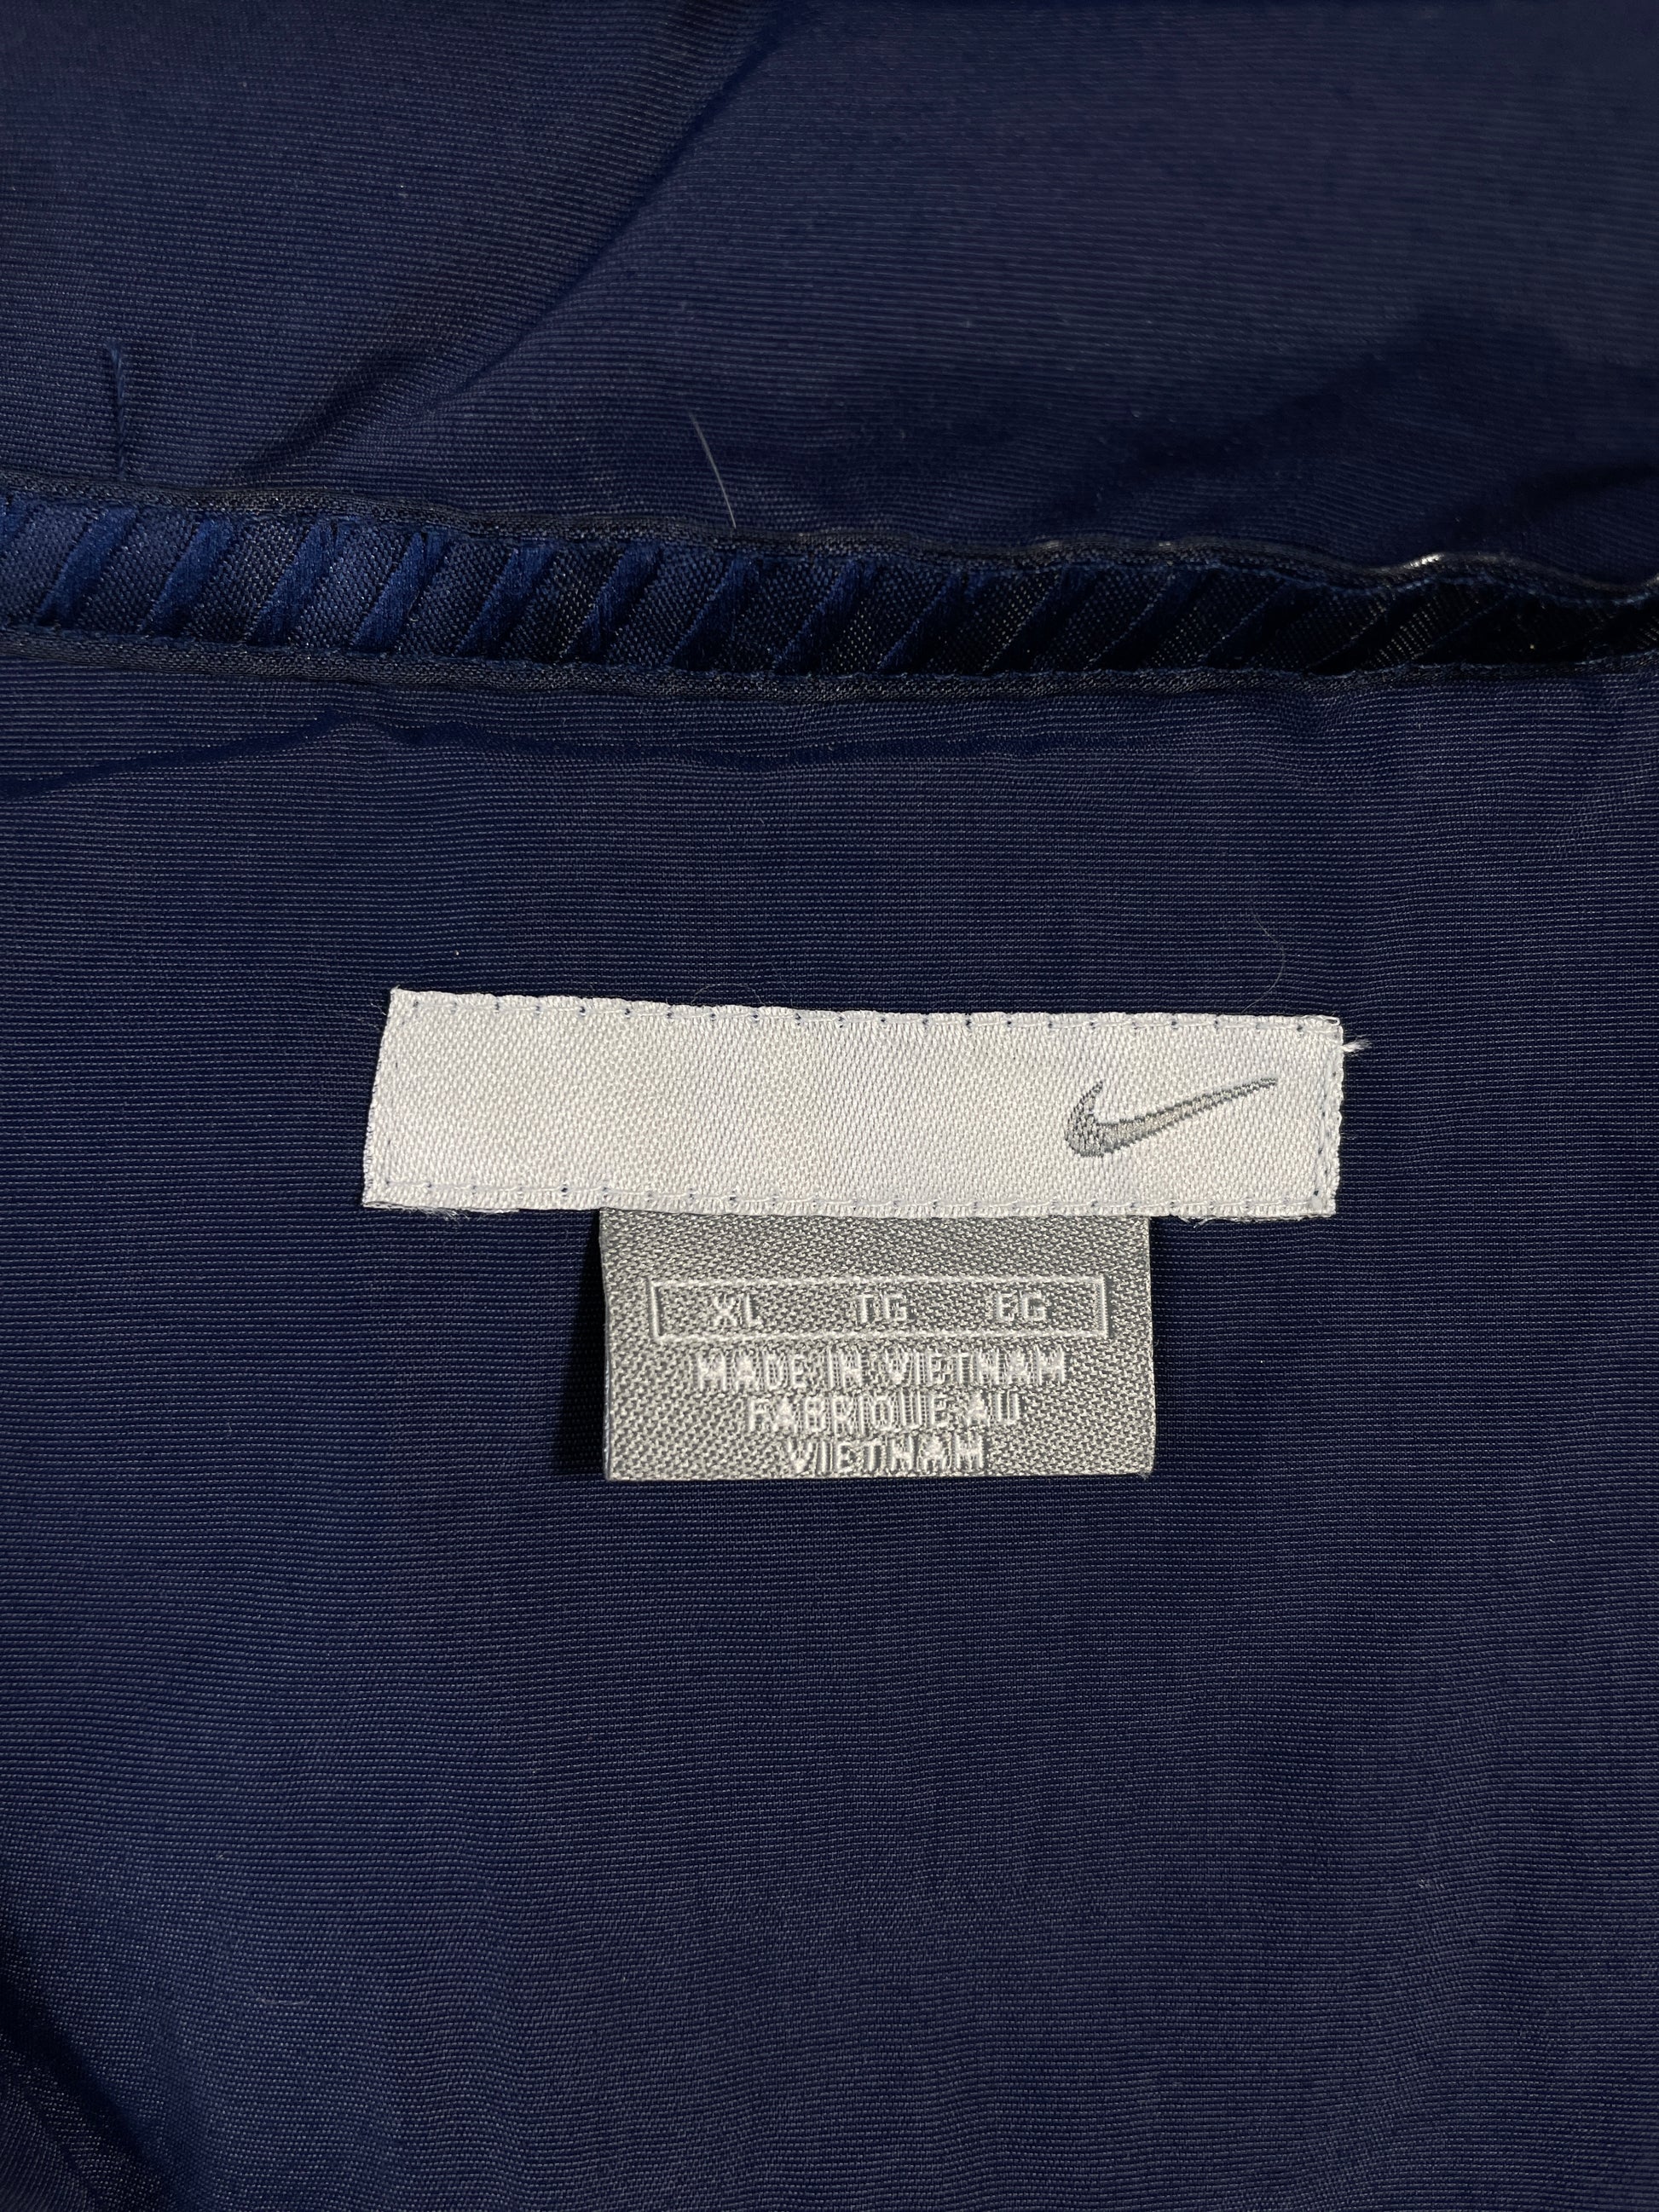 XL TG EG
MADE IN VIETNAM
FABRIQUE AU
VIETNAM